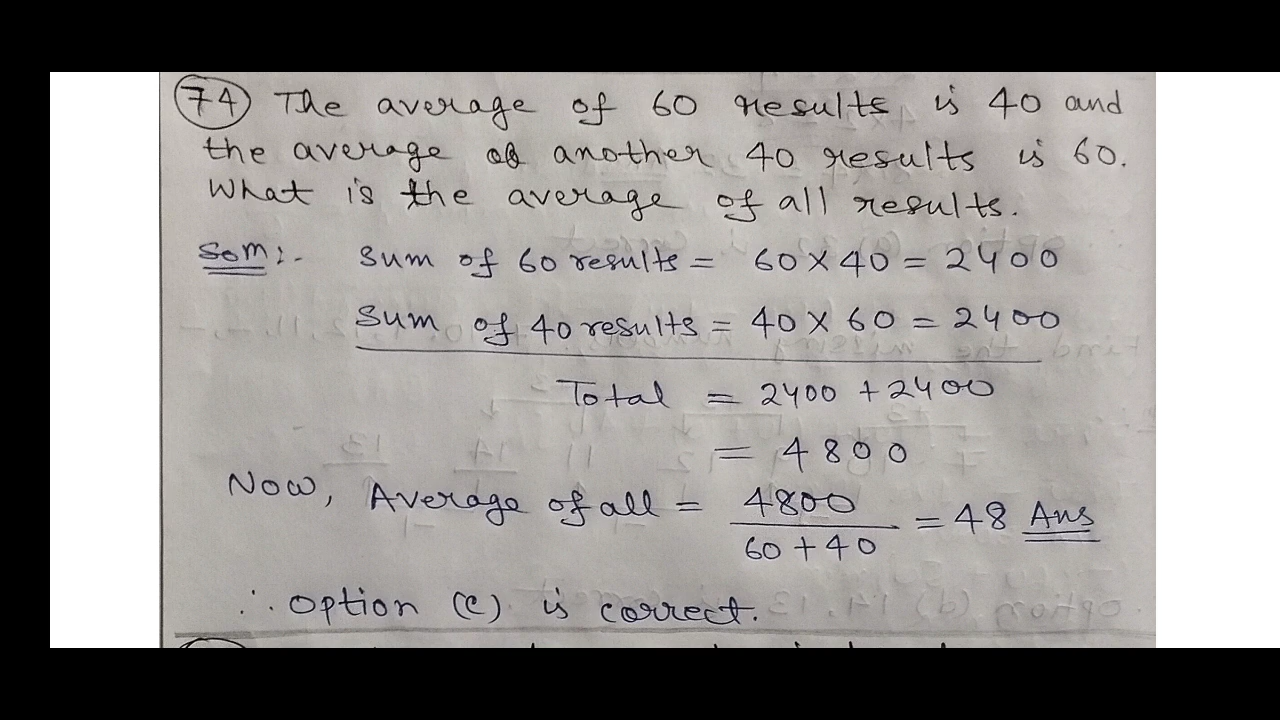 74 The average of 60 results is 40 and
the average of another 40 results is 60.
What is the average of all results.
Som:- Sum of 60 results = 60 × 40 = 2400
Sum of 40 results = 40 × 60 = 2400
Total = 2400 + 2400
= 4800
Now, Average of all = 4800 / 60 + 40 = 48 Ans
∴ option (c) is correct.